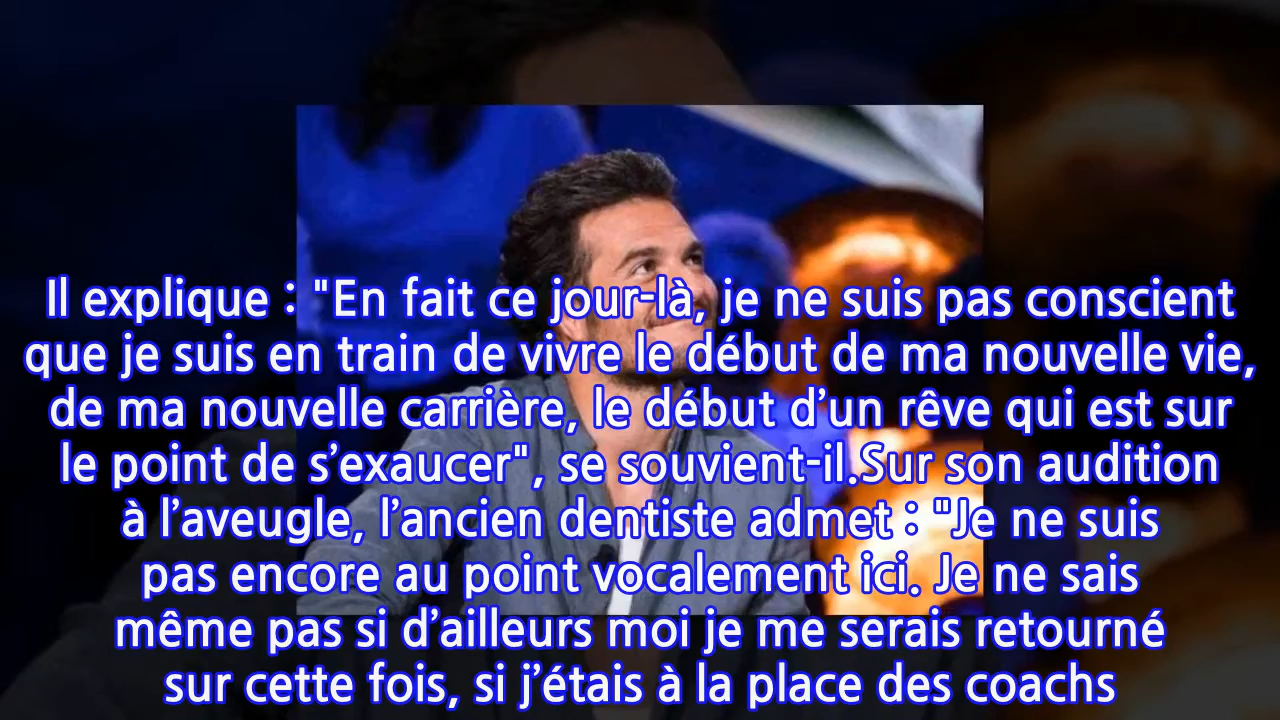 Il explique : "En fait ce jour-là, je ne suis pas conscient
que je suis en train de vivre le début de ma nouvelle vie,
de ma nouvelle carrière, le début d’un rêve qui est sur
le point de s’exaucer", se souvient-il.Sur son audition
à l’aveugle, l’ancien dentiste admet : "Je ne suis
pas encore au point vocalement ici. Je ne sais
même pas si d’ailleurs moi je me serais retourné
sur cette fois, si j’étais à la place des coachs